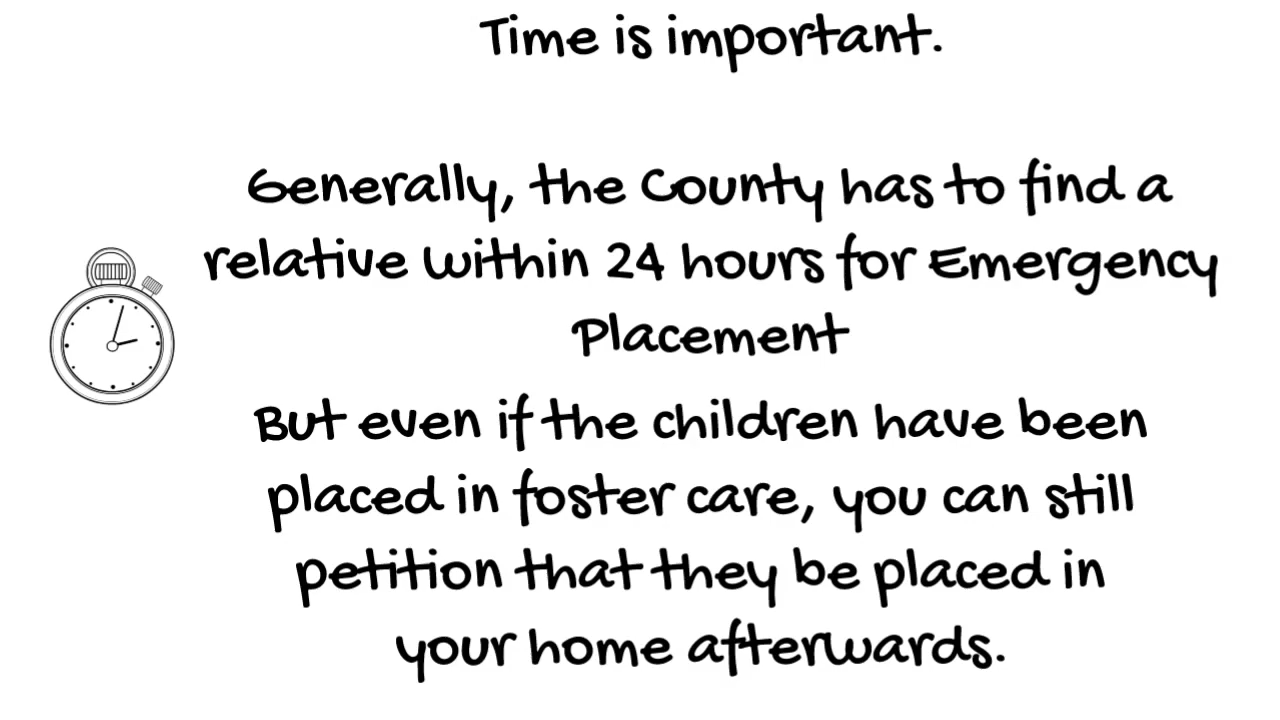 Time is important.
Generally, the County has to find a
relative within 24 hours for Emergency
Placement
But even if the children have been
placed in foster care, you can still
petition that they be placed in
your home afterwards.